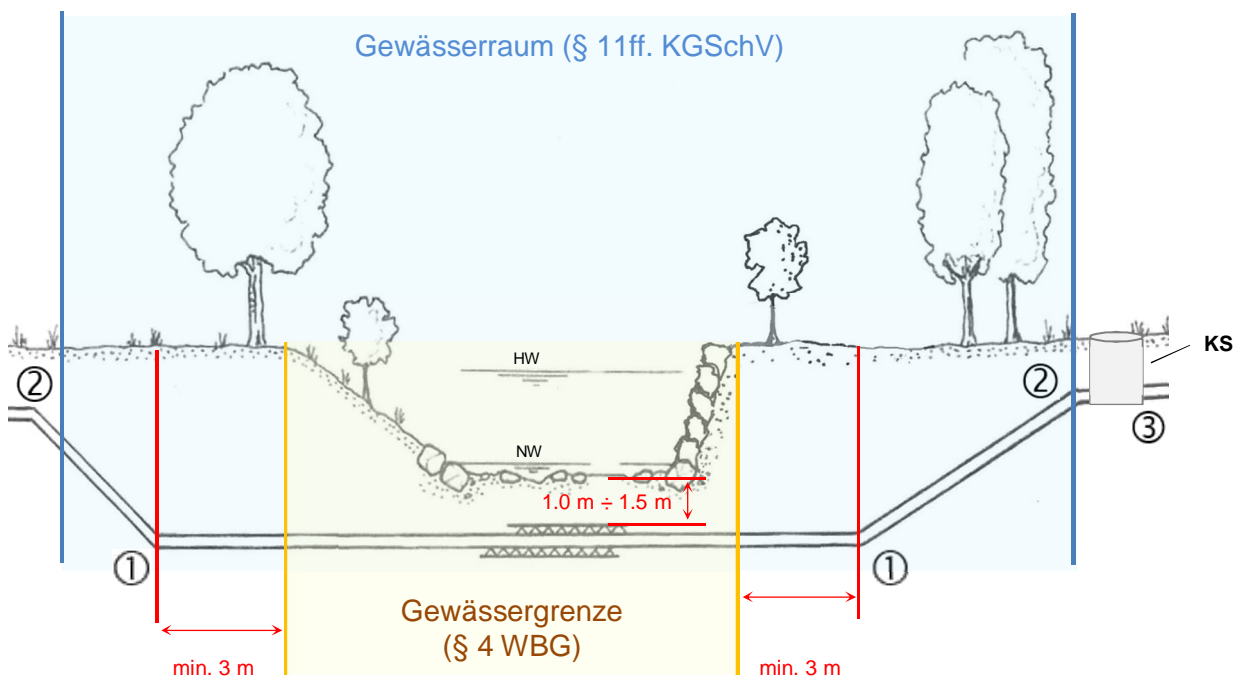 Gewässerraum (§ 11ff. KGSchV)
HW
KS
②
②
③
NW
1.0 m ÷ 1.5 m
①
①
Gewässergrenze
(§ 4 WBG)
min. 3 m
min. 3 m